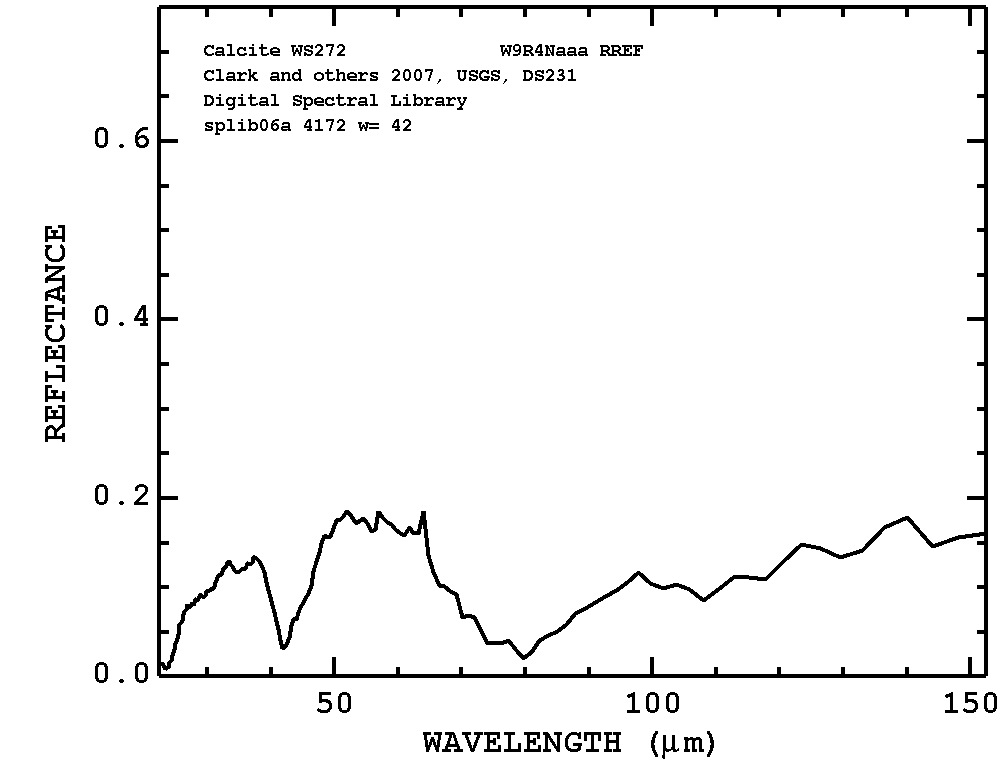 Calcite WS272 W9R4Naaa RREF
Clark and others 2007, USGS, DS231
Digital Spectral Library
splib06a 4172 w= 42
0.6
0.4
0.2
0.0
REFLECTANCE
50 100 150
WAVELENGTH (μm)